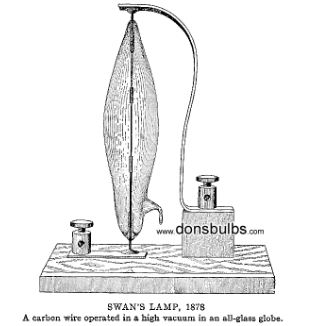 www.donsbulbs.com
SWAN'S LAMP, 1878
A carbon wire operated in a high vacuum in an all-glass globe.